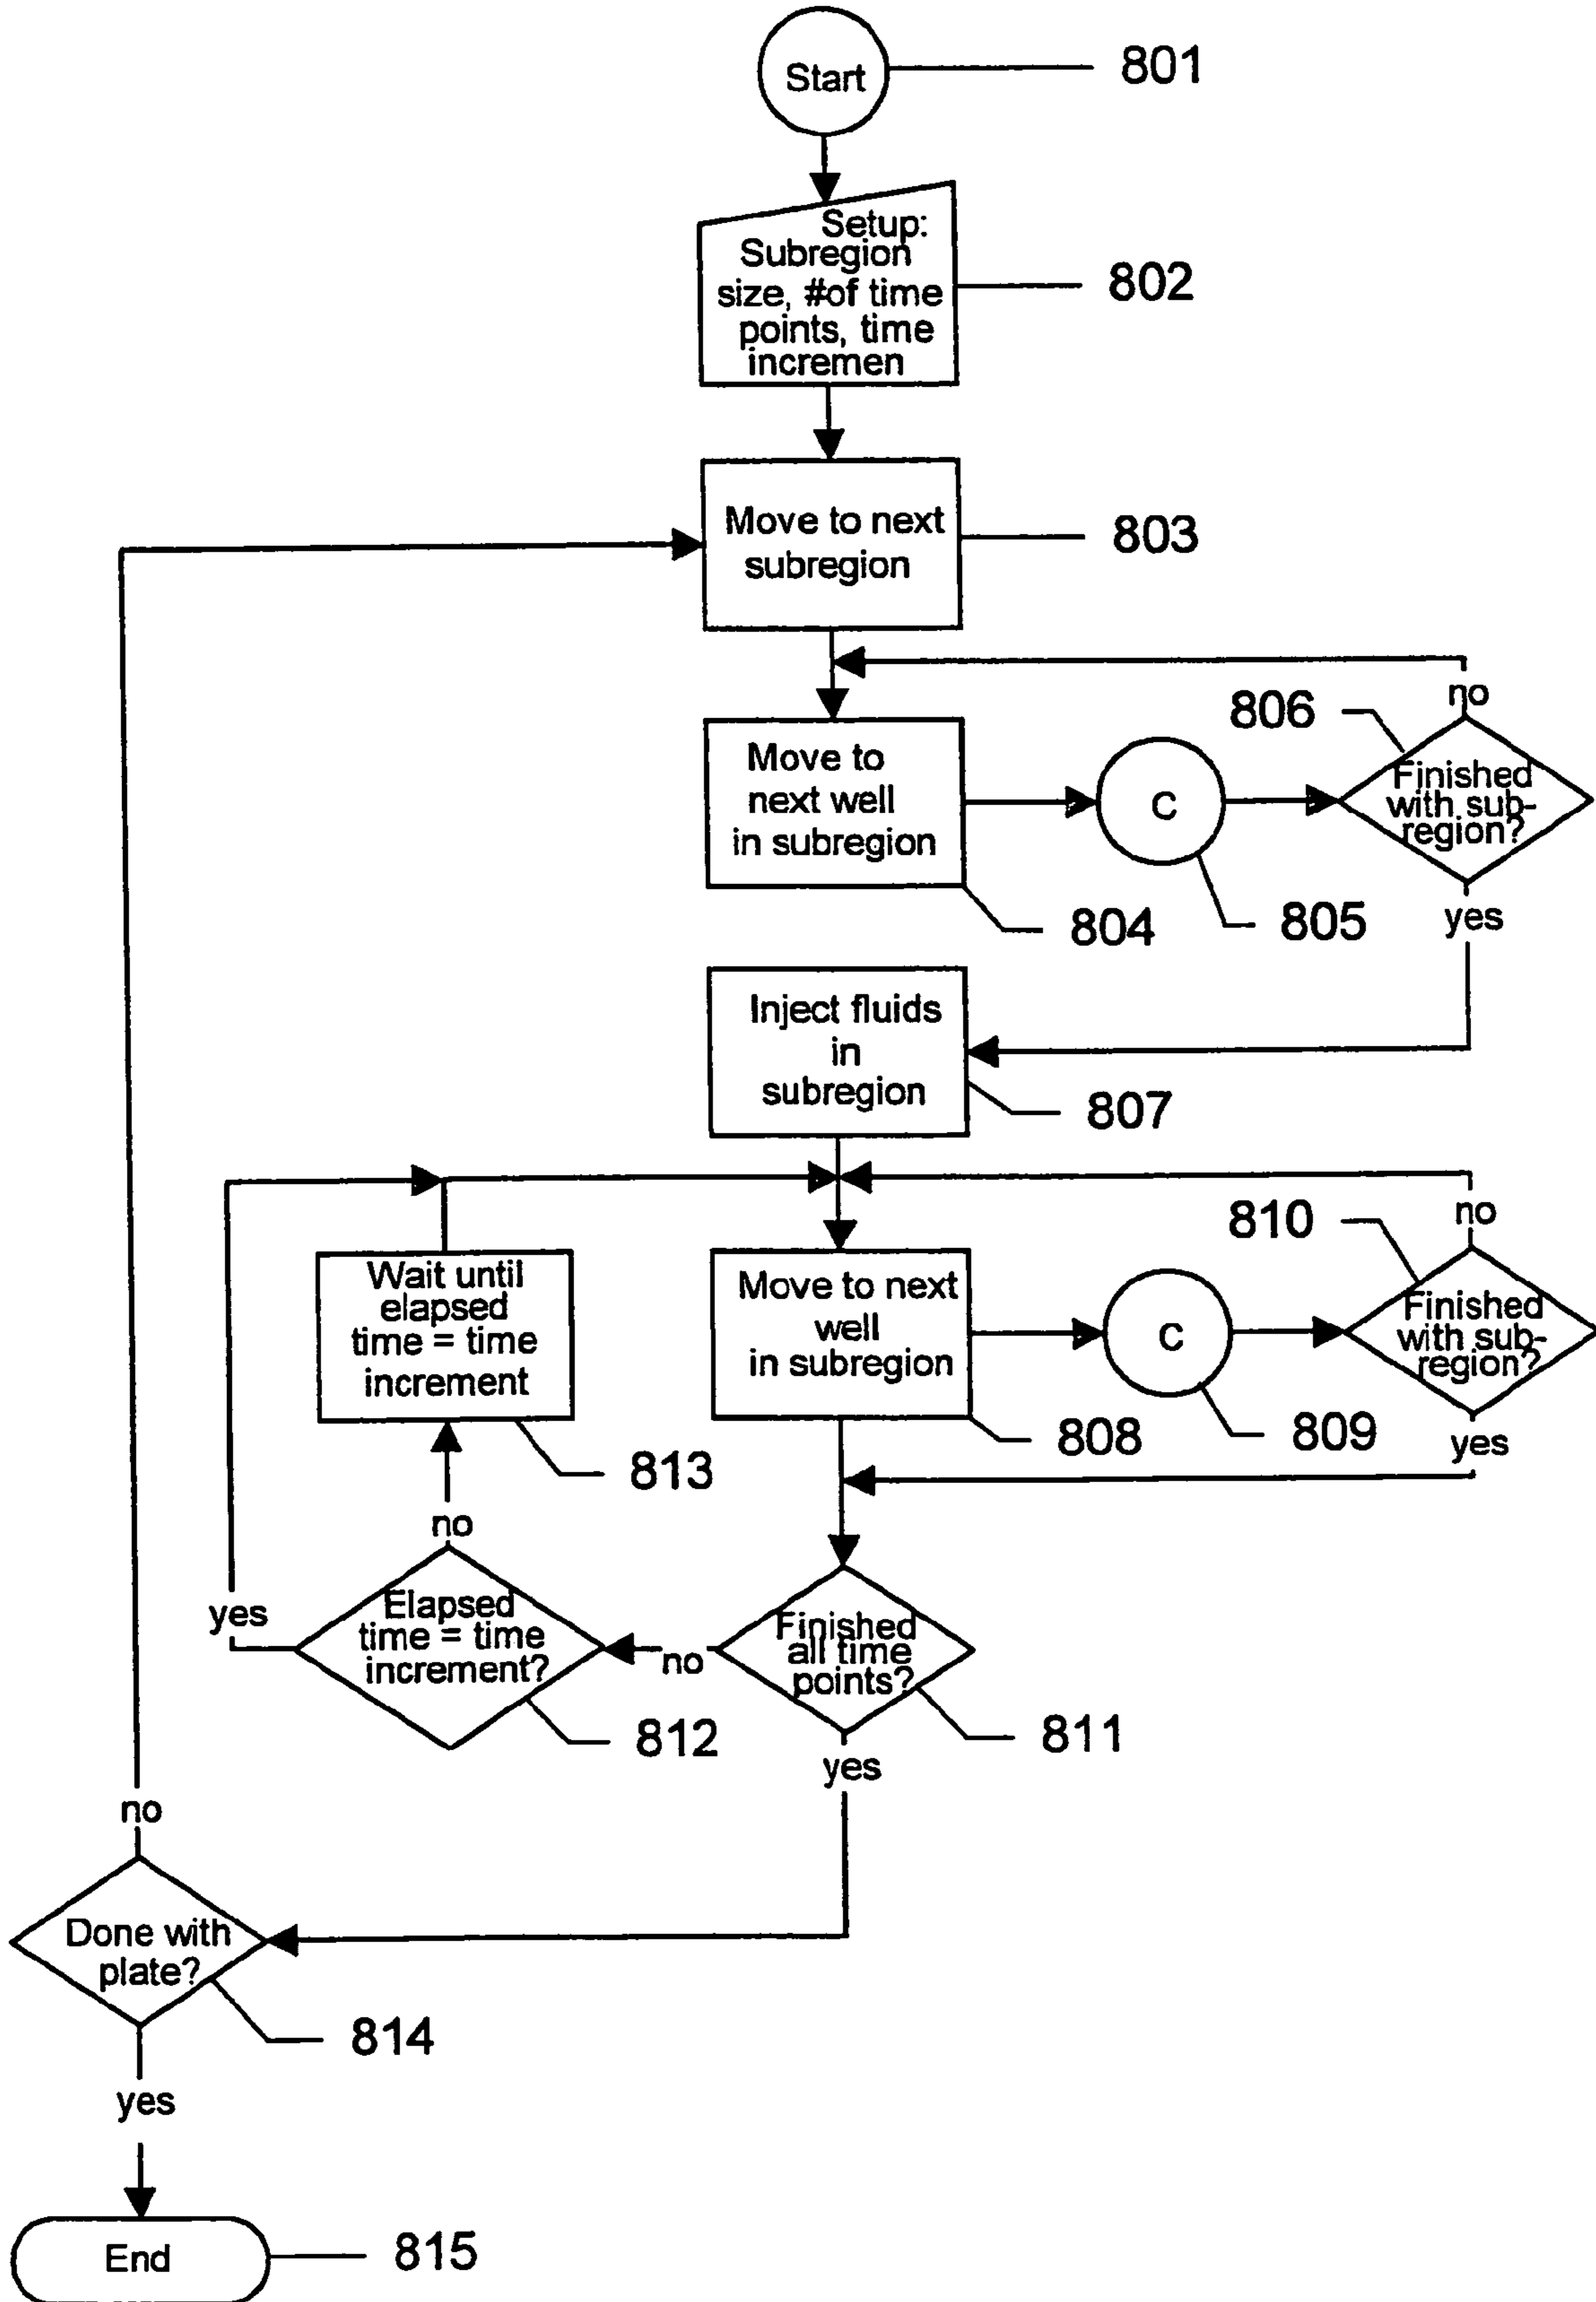 Start
801
Setup:
Subregion
size, #of time
points, time
incremen
802
Move to next
subregion
803
no
806
Move to
next well
in subregion
C
Finished
with sub-
region?
804
805
yes
Inject fluids
in
subregion
807
no
810
Wait until
elapsed
time = time
increment
Move to next
well
in subregion
C
Finished
with sub-
region?
813
808
809
yes
no
yes
Elapsed
time = time
increment?
no
Finished
all time
points?
812
811
yes
no
Done with
plate?
814
yes
End
815